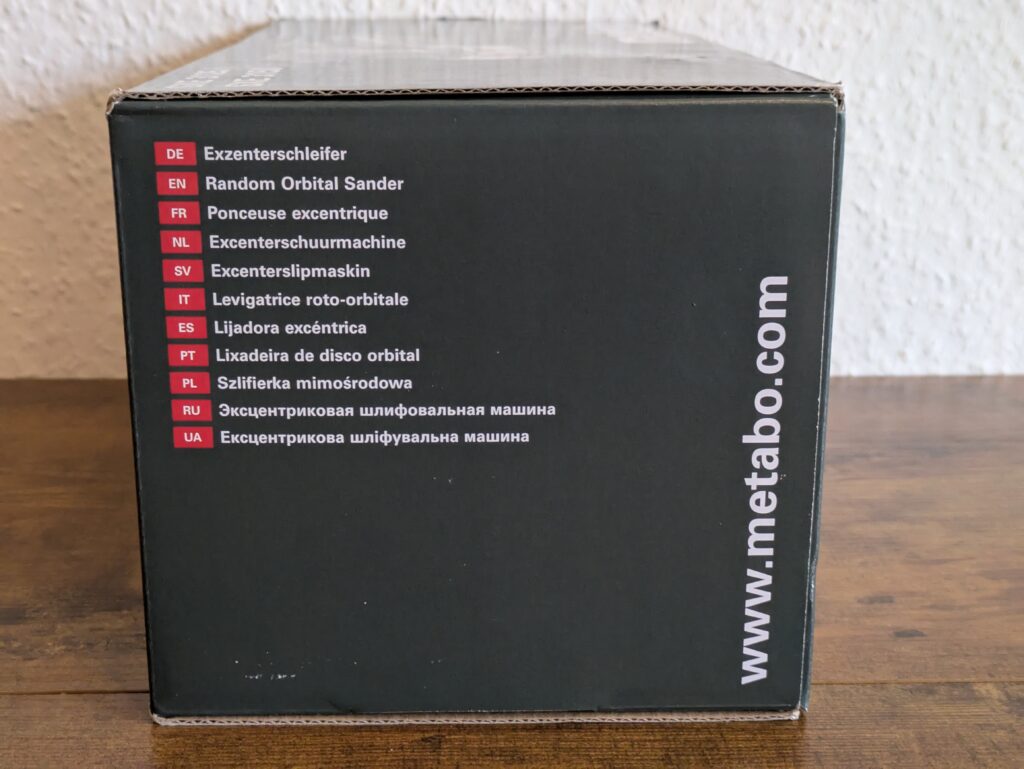 DE Exzenterschleifer
EN Random Orbital Sander
FR Ponceuse excentrique
NL Excenterschuurmachine
SV Excenterslipmaskin
IT Levigatrice roto-orbitale
ES Lijadora excéntrica
PT Lixadeira de disco orbital
PL Szlifierka mimośrodowa
RU Эксцентриковая шлифовальная машина
UA Ексцентрикова шліфувальна машина
www.metabo.com